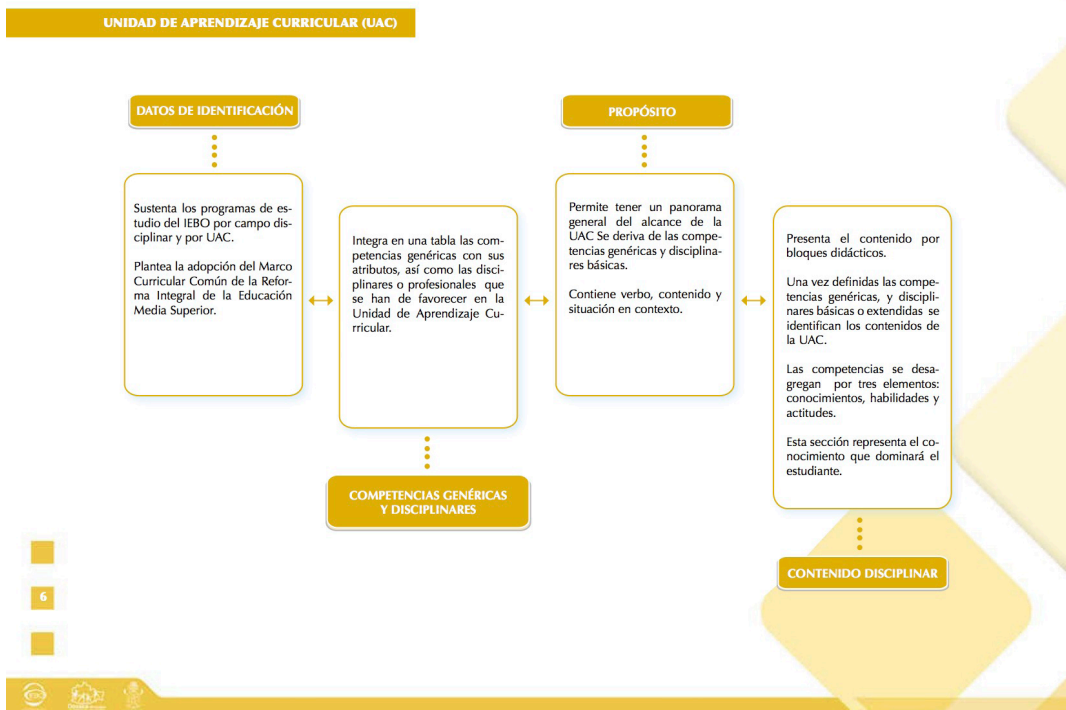 UNIDAD DE APRENDIZAJE CURRICULAR (UAC)
DATOS DE IDENTIFICACIÓN
Sustenta los programas de es-
tudio del IEBO por campo dis-
ciplinar y por UAC.
Plantea la adopción del Marco
Curricular Común de la Refor-
ma Integral de la Educación
Media Superior.
Integra en una tabla las com-
petencias genéricas con sus
atributos, así como las disci-
plinares o profesionales que
se han de favorecer en la
Unidad de Aprendizaje Cu-
rricular.
COMPETENCIAS GENÉRICAS
Y DISCIPLINARES
PROPÓSITO
Permite tener un panorama
general del alcance de la
UAC Se deriva de las compe-
tencias genéricas y disciplina-
res básicas.
Contiene verbo, contenido y
situación en contexto.
Presenta el contenido por
bloques didácticos.
Una vez definidas las compe-
tencias genéricas, y discipli-
nares básicas o extendidas se
identifican los contenidos de
la UAC.
Las competencias se desa-
gregan por tres elementos:
conocimientos, habilidades y
actitudes.
Esta sección representa el co-
nocimiento que dominará el
estudiante.
CONTENIDO DISCIPLINAR
6